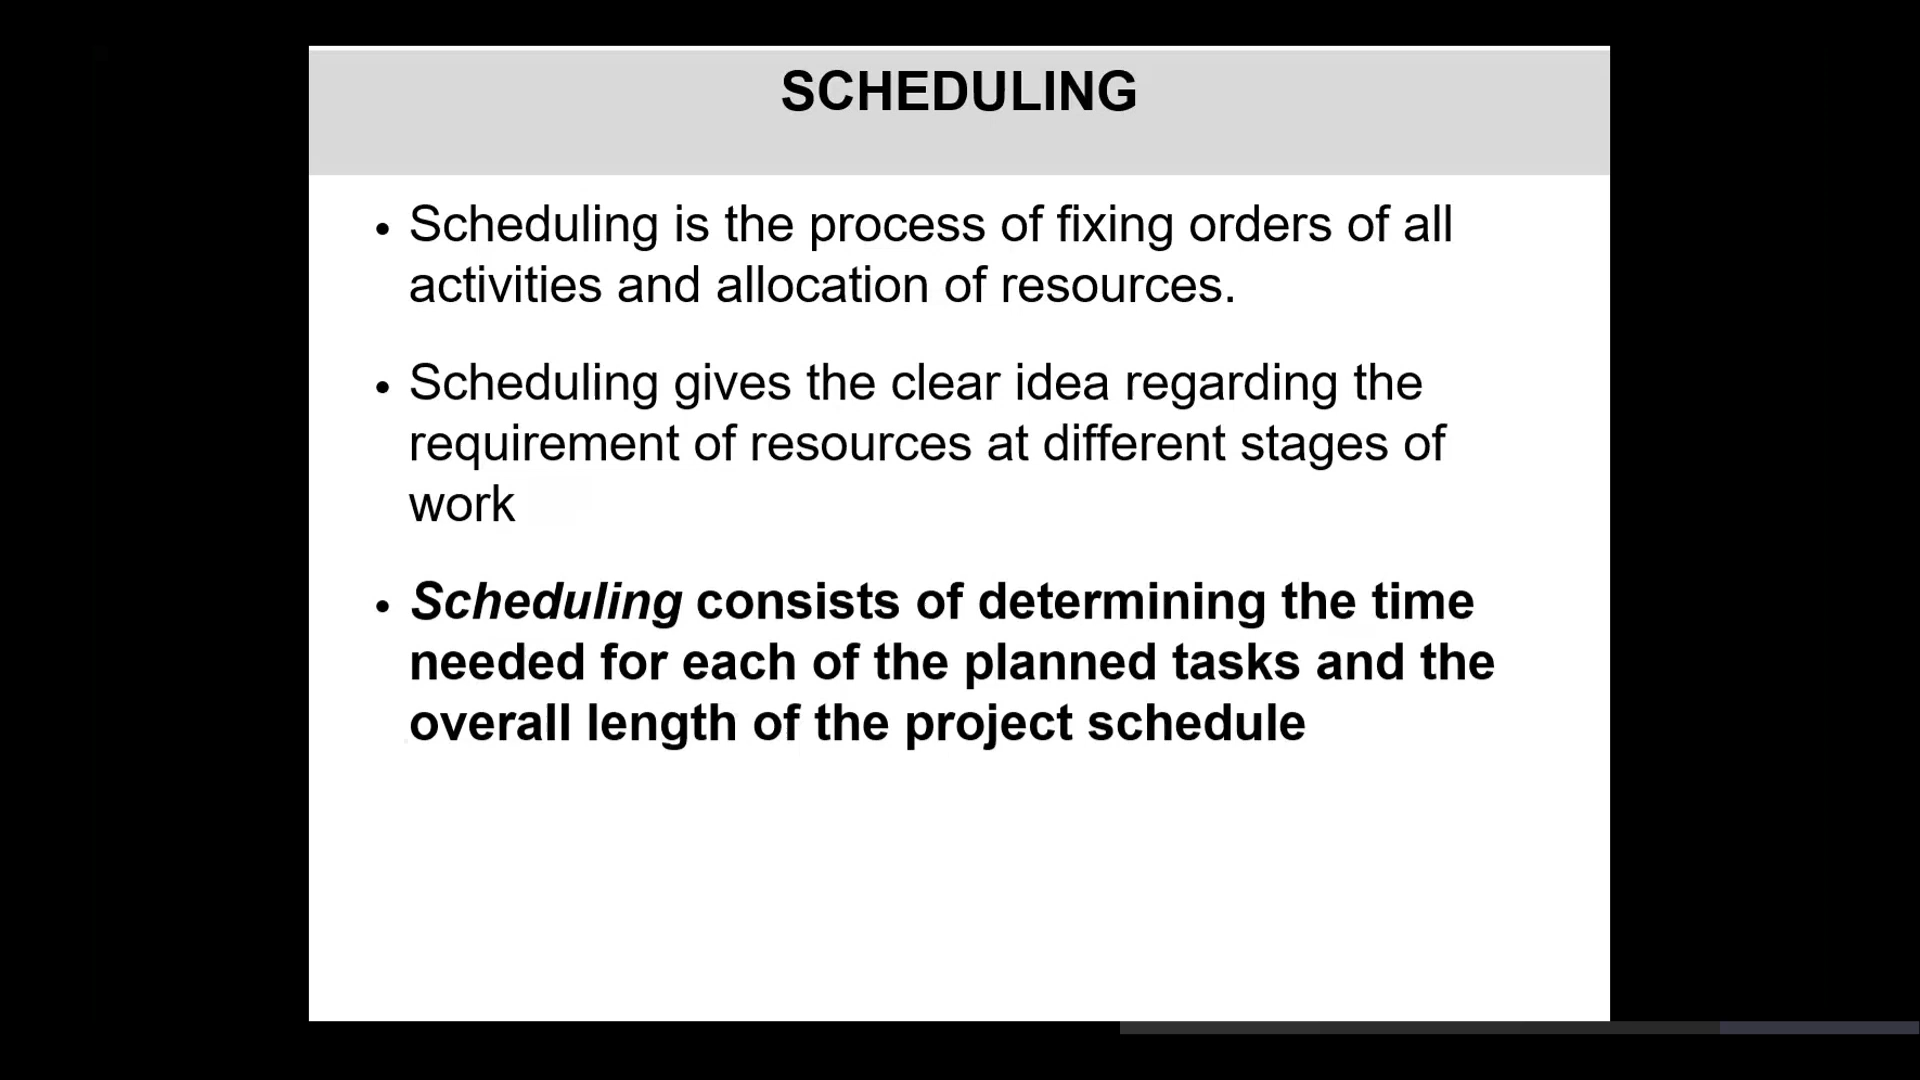 SCHEDULING
• Scheduling is the process of fixing orders of all
activities and allocation of resources.
• Scheduling gives the clear idea regarding the
requirement of resources at different stages of
work
• Scheduling consists of determining the time
needed for each of the planned tasks and the
overall length of the project schedule